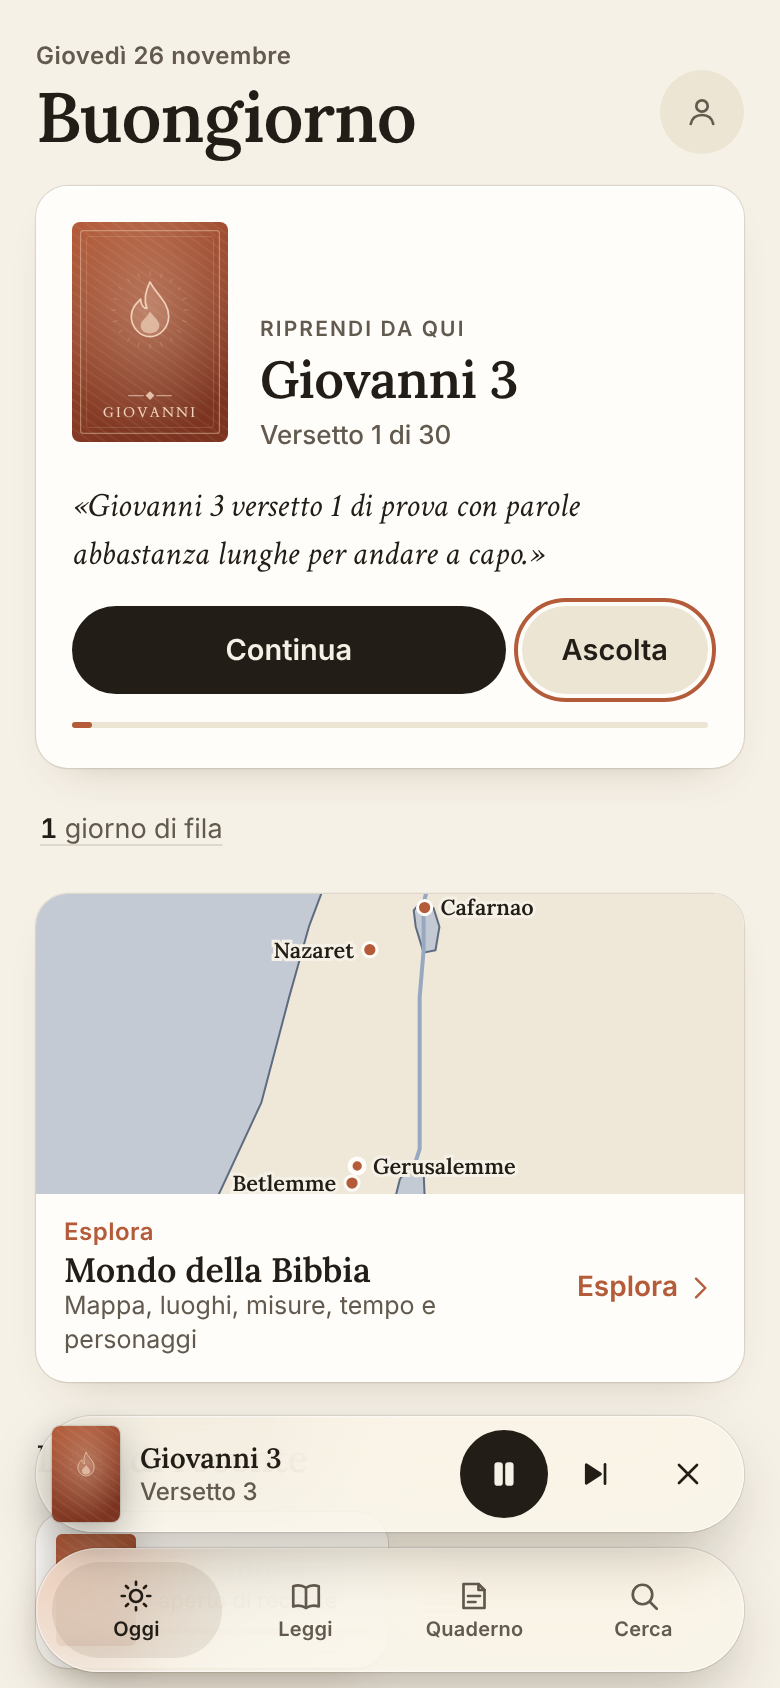 Giovedì 26 novembre
Buongiorno
GIOVANNI
RIPRENDI DA QUI
Giovanni 3
Versetto 1 di 30
«Giovanni 3 versetto 1 di prova con parole
abbastanza lunghe per andare a capo.»
Continua
Ascolta
1 giorno di fila
Cafarnao
Nazaret
Gerusalemme
Betlemme
Esplora
Mondo della Bibbia
Mappa, luoghi, misure, tempo e
personaggi
Esplora
Giovanni 3
Versetto 3
Oggi
Leggi
Quaderno
Cerca